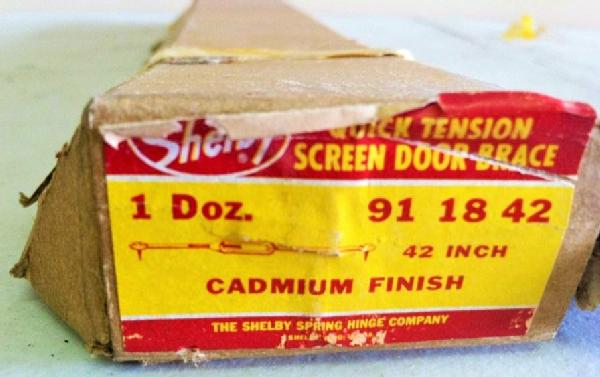 Shelby
QUICK TENSION
SCREEN DOOR BRACE
1 Doz. 91 18 42
42 INCH
CADMIUM FINISH
THE SHELBY SPRING HINGE COMPANY